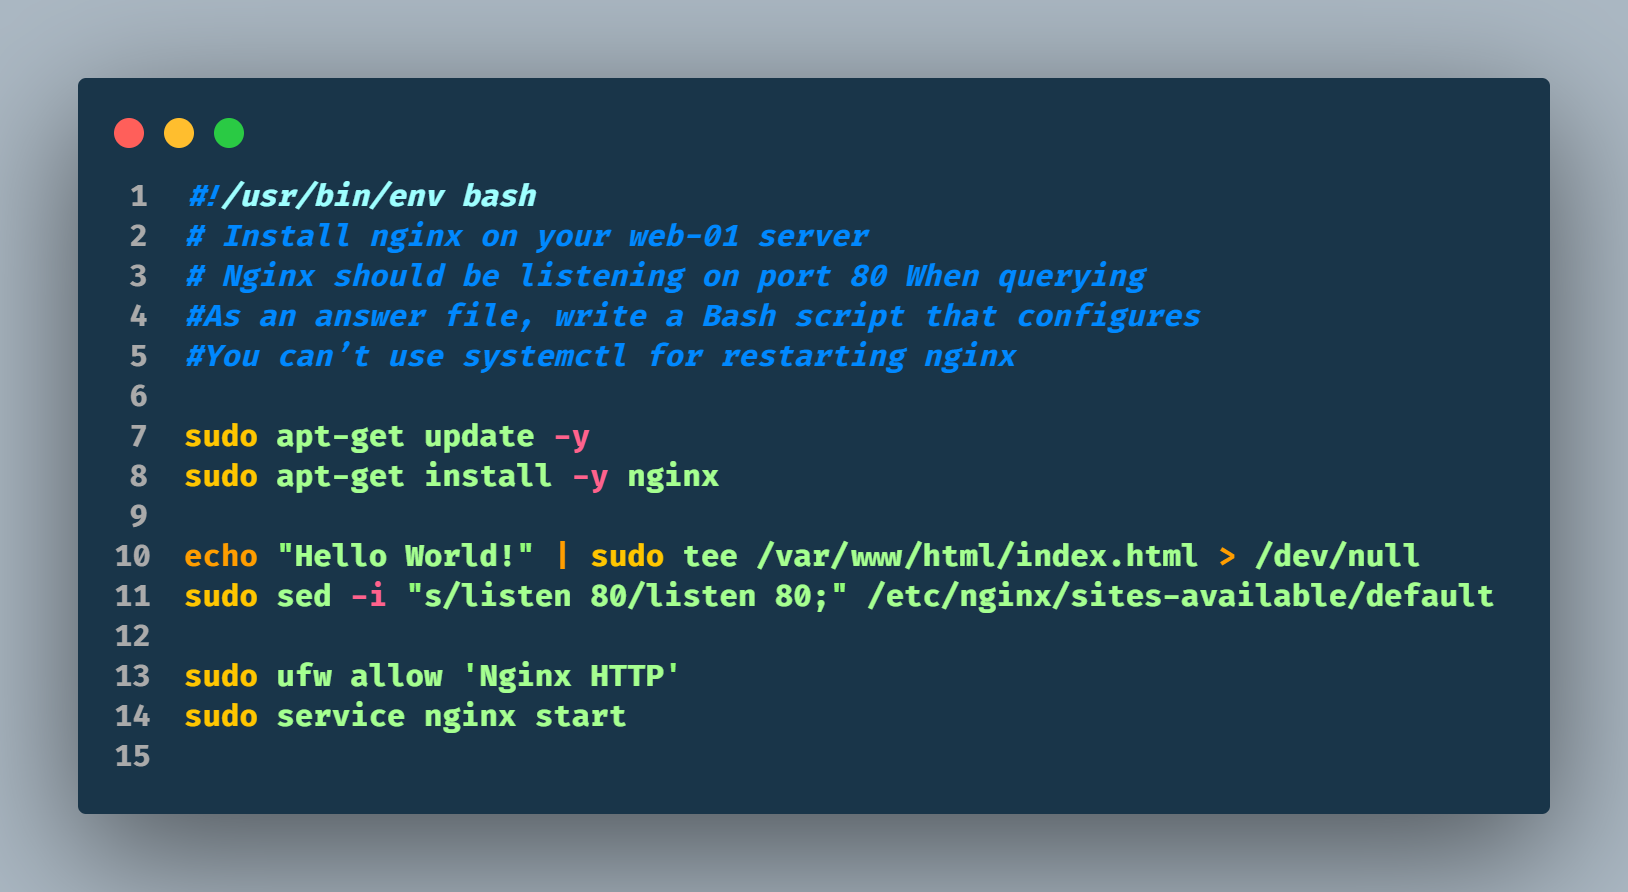 1 #!/usr/bin/env bash
2 # Install nginx on your web-01 server
3 # Nginx should be listening on port 80 When querying
4 #As an answer file, write a Bash script that configures
5 #You can’t use systemctl for restarting nginx
6
7 sudo apt-get update -y
8 sudo apt-get install -y nginx
9
10 echo "Hello World!" | sudo tee /var/www/html/index.html > /dev/null
11 sudo sed -i "s/listen 80/listen 80;" /etc/nginx/sites-available/default
12
13 sudo ufw allow 'Nginx HTTP'
14 sudo service nginx start
15